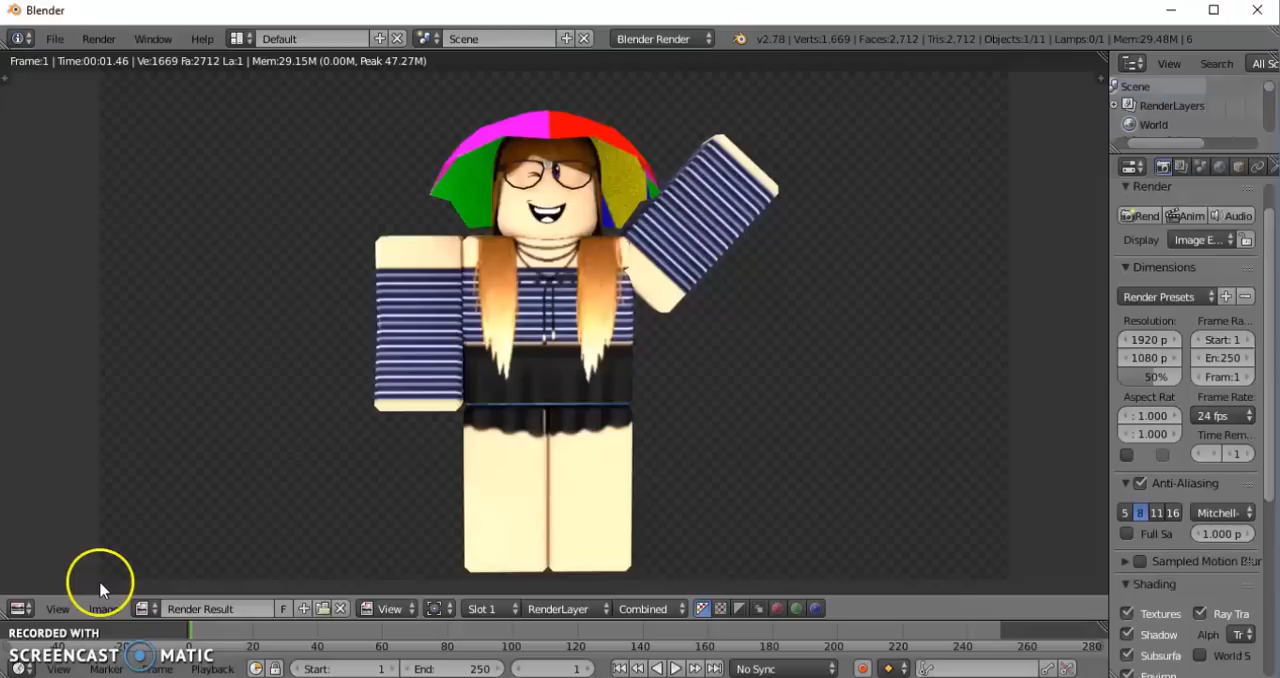 Blender
File Render Window Help Default Scene Blender Render v2.78 | Verts:1,669 | Faces:2,712 | Tris:2,712 | Objects:1/11 | Lamps:0/1 | Mem:29.48M | 6
Frame:1 | Time:00:01.46 | Ve:1669 Fa:2712 La:1 | Mem:29.15M (0.00M, Peak 47.27M)
View Search All Sc
Scene
RenderLayers
World
Render
Rend Anim Audio
Display Image E...
Dimensions
Render Presets
Resolution: Frame Ra...
1920 p Start: 1
1080 p En:250
50% Fram:1
Aspect Rat Frame Rate:
: 1.000 24 fps
: 1.000 Time Rem...
1
Anti-Aliasing
5 8 11 16 Mitchell-
Full Sa 1.000 p
Sampled Motion Blur
Shading
Textures Ray Tra
Shadow Alph Tr
Subsurfa World S
Environ
View Image Render Result F View Slot 1 RenderLayer Combined
RECORDED WITH
SCREENCAST MATIC
0 20 40 60 80 100 120 140 160 180 200 220 240 260 280
View Marker Frame Playback Start: 1 End: 250 1 No Sync